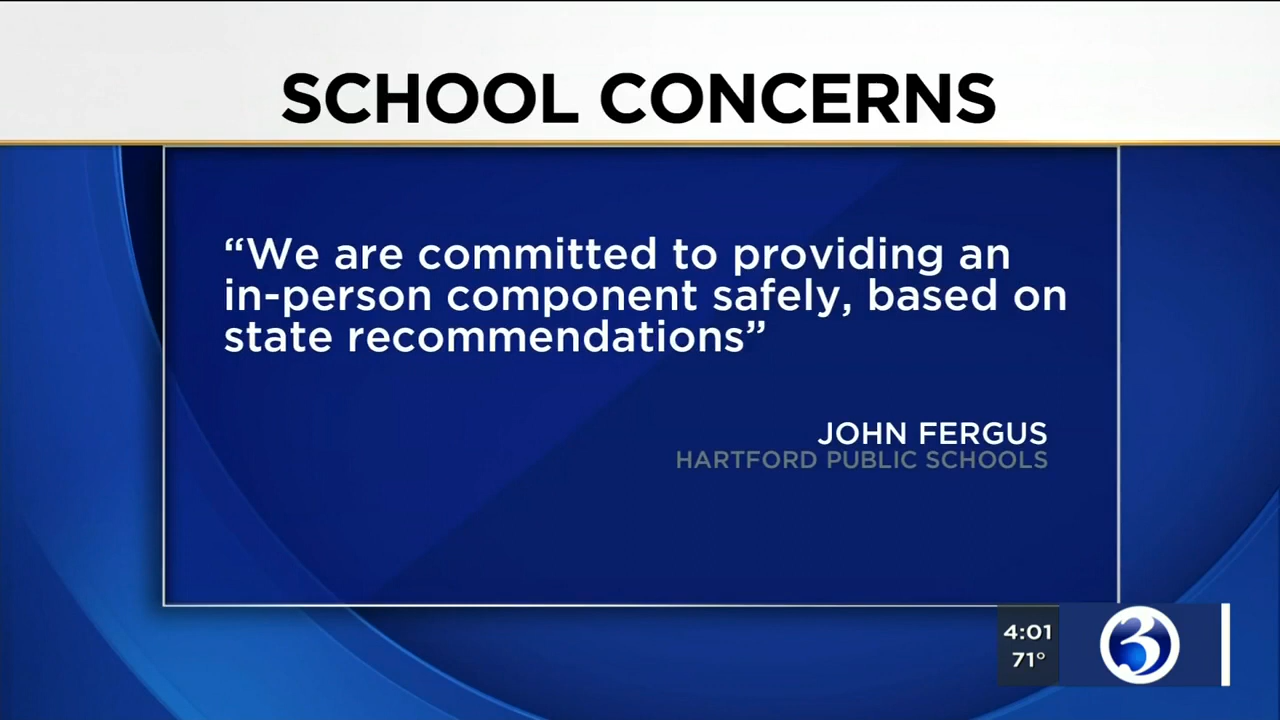 SCHOOL CONCERNS
“We are committed to providing an
in-person component safely, based on
state recommendations”
JOHN FERGUS
HARTFORD PUBLIC SCHOOLS
4:01
71°
3